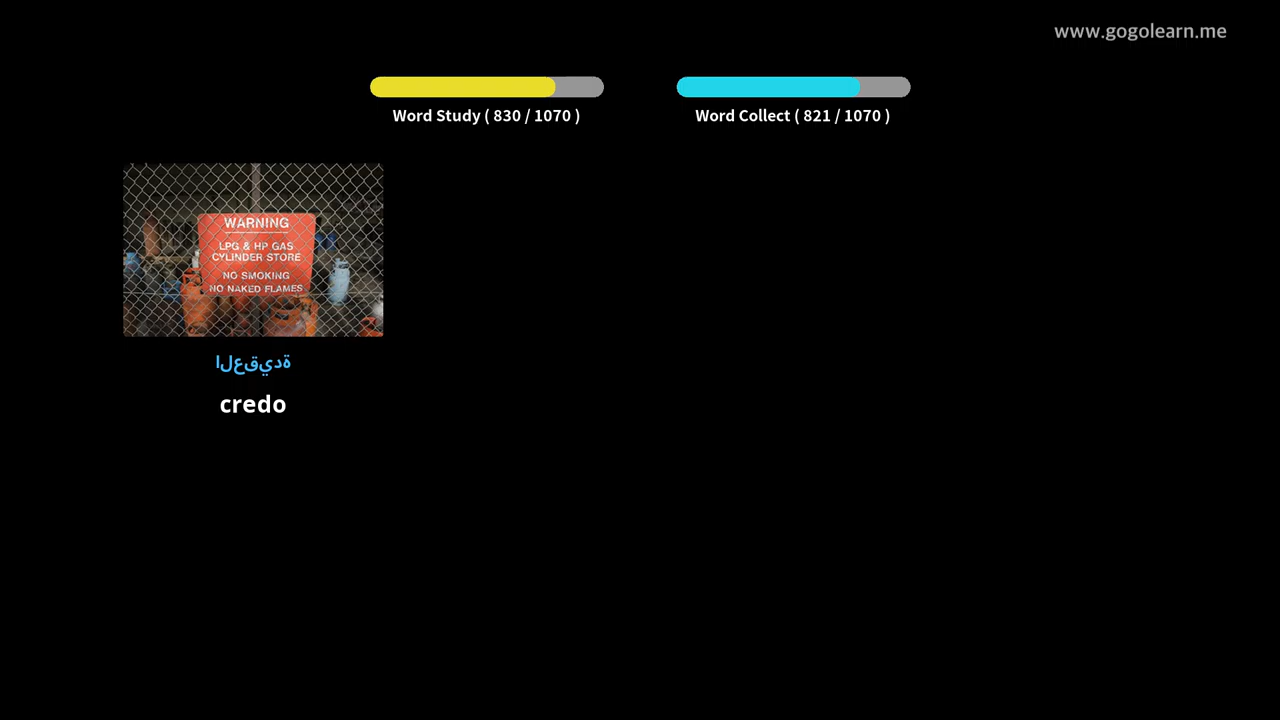 www.gogolearn.me
Word Study ( 830 / 1070 )
Word Collect ( 821 / 1070 )
WARNING
LPG & HP GAS
CYLINDER STORE
NO SMOKING
NO NAKED FLAMES
العقيدة
credo